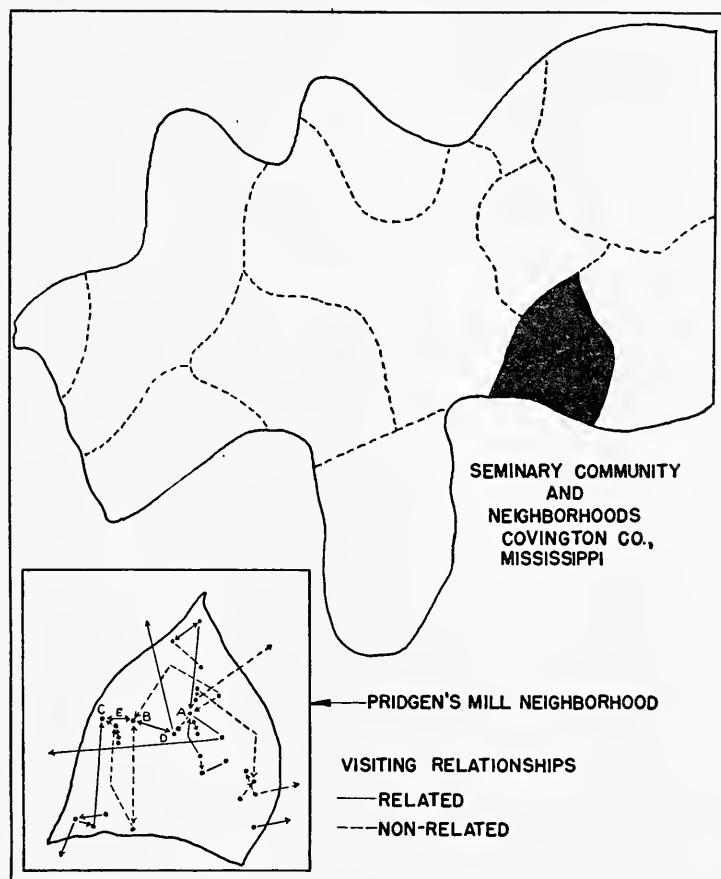 SEMINARY COMMUNITY
AND
NEIGHBORHOODS
COVINGTON CO.,
MISSISSIPPI
PRIDGEN'S MILL NEIGHBORHOOD
VISITING RELATIONSHIPS
RELATED
NON-RELATED
A
C E B
D